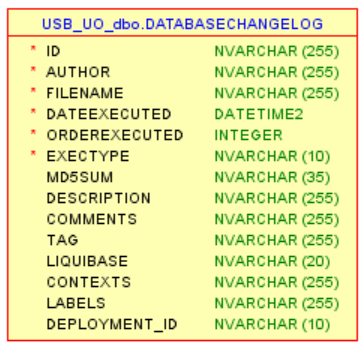 USB_UO_dbo.DATABASECHANGELOG
* ID NVARCHAR (255)
* AUTHOR NVARCHAR (255)
* FILENAME NVARCHAR (255)
* DATEEXECUTED DATETIME2
* ORDEREXECUTED INTEGER
* EXECTYPE NVARCHAR (10)
MD5SUM NVARCHAR (35)
DESCRIPTION NVARCHAR (255)
COMMENTS NVARCHAR (255)
TAG NVARCHAR (255)
LIQUIBASE NVARCHAR (20)
CONTEXTS NVARCHAR (255)
LABELS NVARCHAR (255)
DEPLOYMENT_ID NVARCHAR (10)